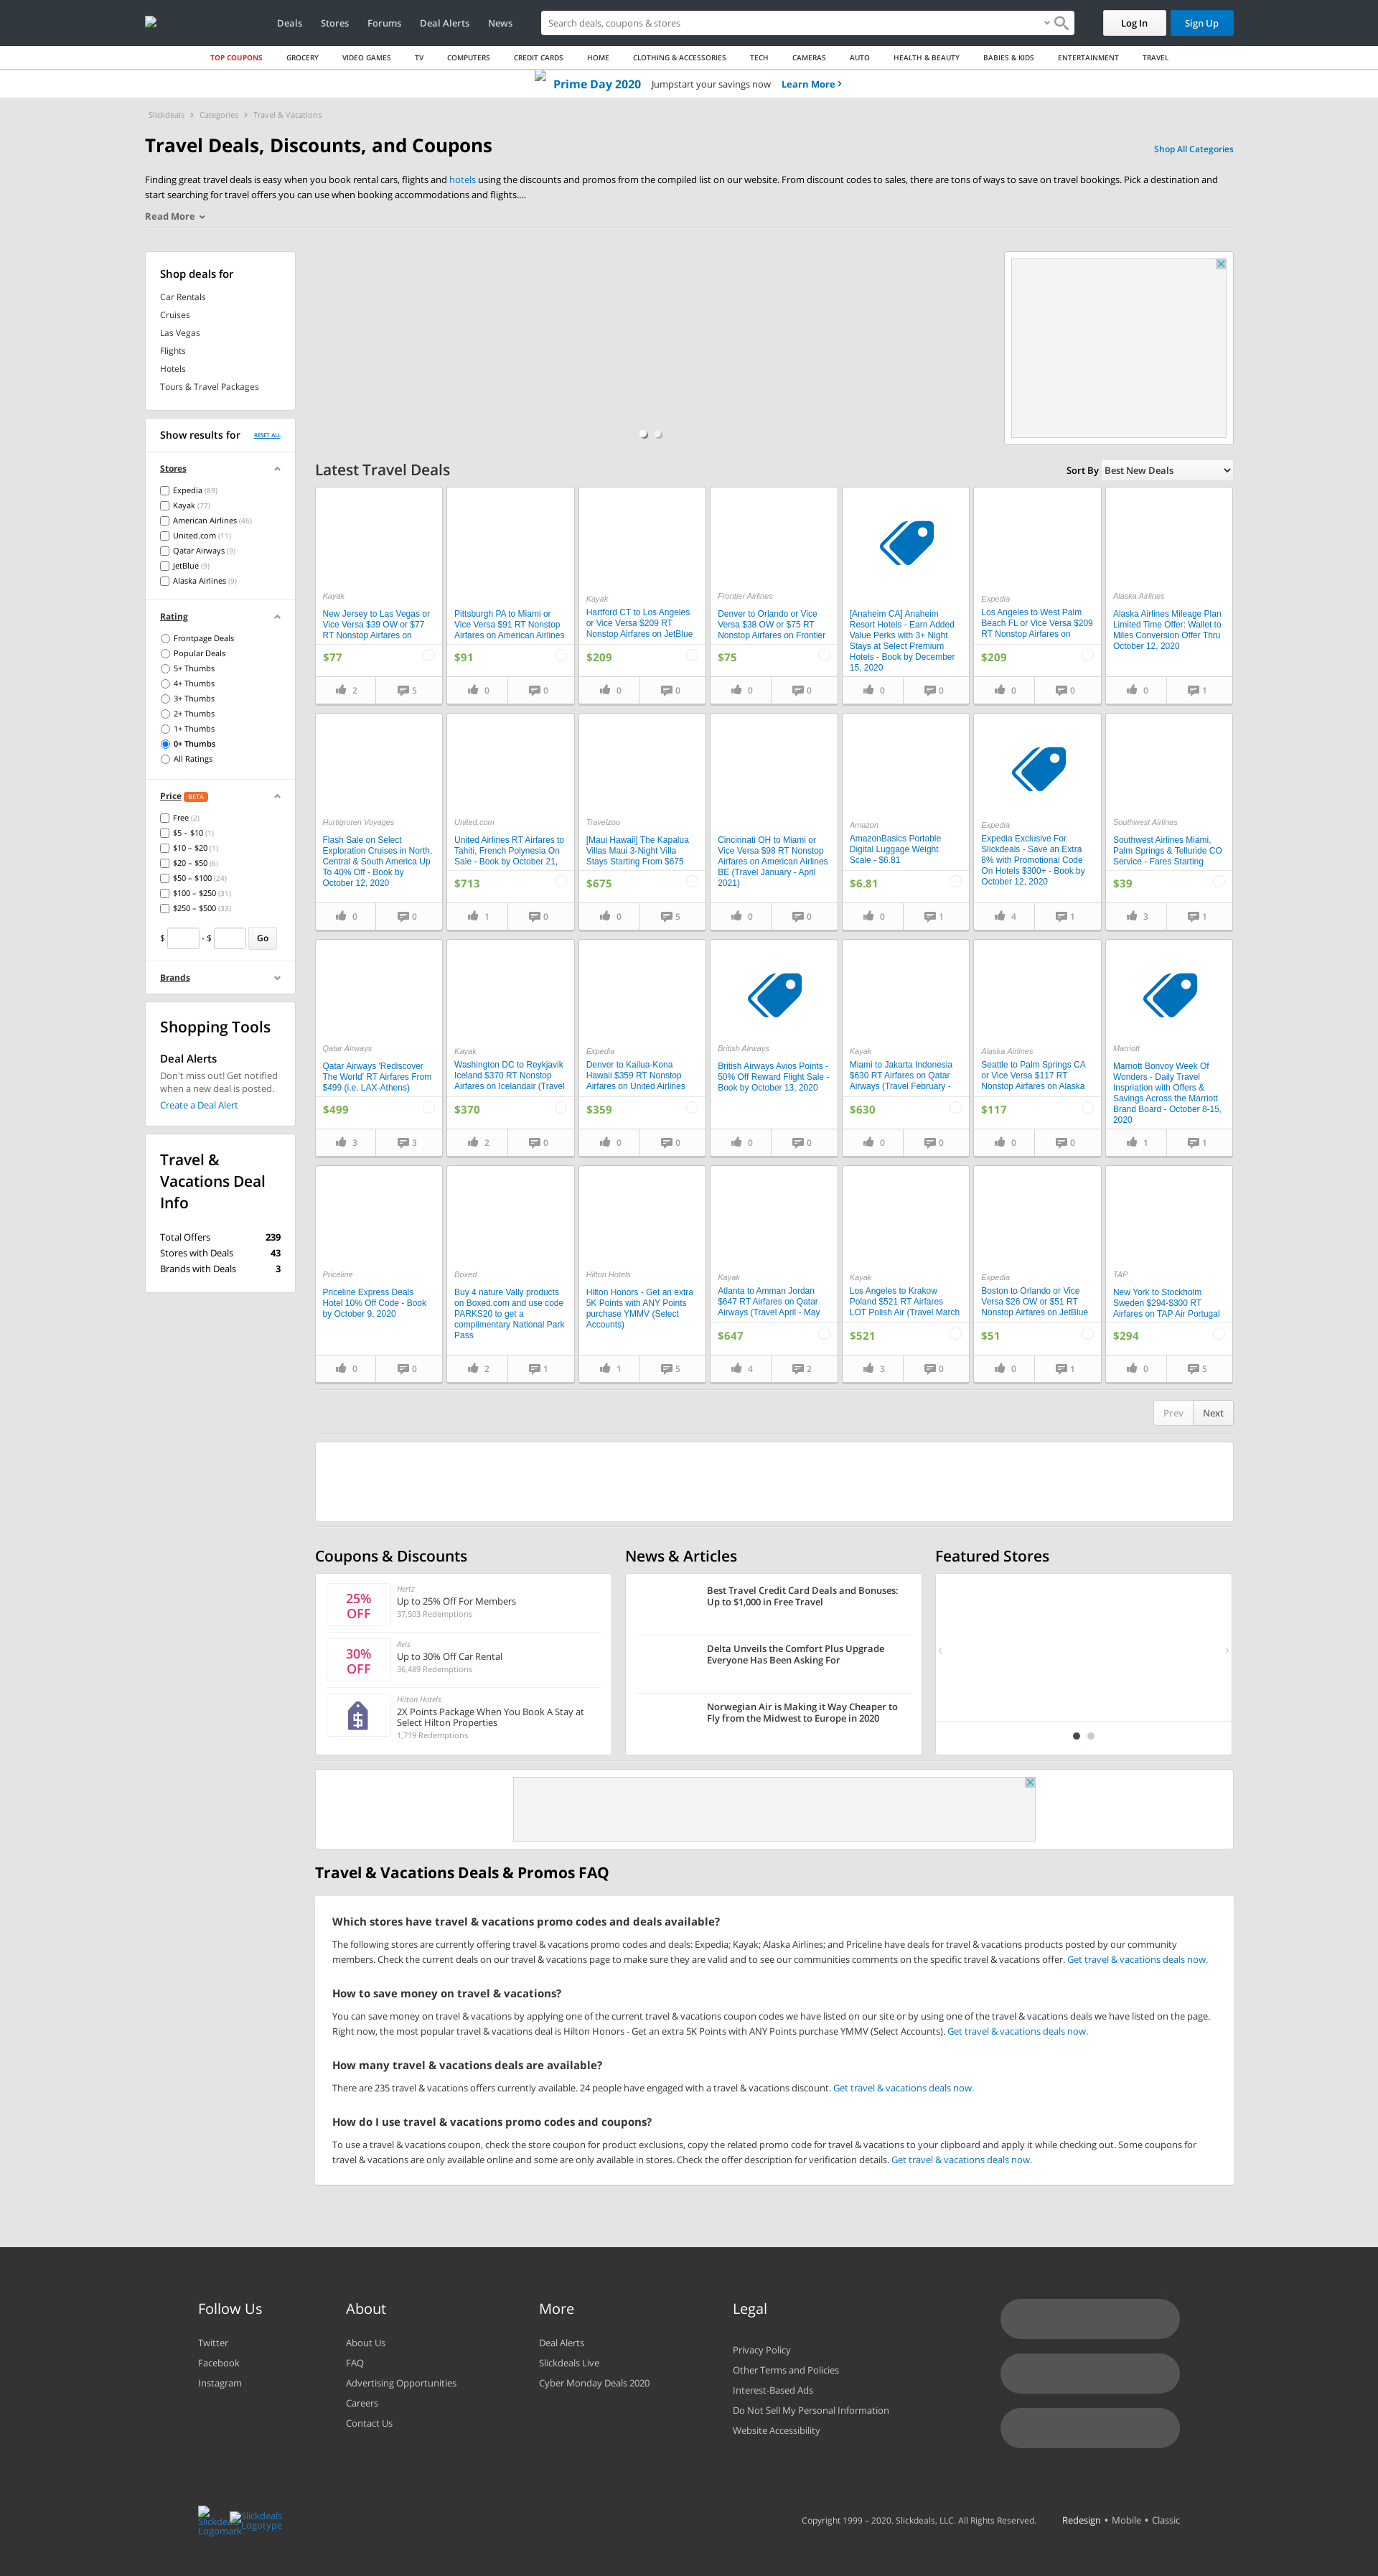 Deals Stores Forums Deal Alerts News
Search deals, coupons & stores
Log In Sign Up
TOP COUPONS GROCERY VIDEO GAMES TV COMPUTERS CREDIT CARDS HOME CLOTHING & ACCESSORIES TECH CAMERAS AUTO HEALTH & BEAUTY BABIES & KIDS ENTERTAINMENT TRAVEL
Prime Day 2020 Jumpstart your savings now Learn More
Slickdeals Categories Travel & Vacations
Travel Deals, Discounts, and Coupons
Shop All Categories
Finding great travel deals is easy when you book rental cars, flights and hotels using the discounts and promos from the compiled list on our website. From discount codes to sales, there are tons of ways to save on travel bookings. Pick a destination and
start searching for travel offers you can use when booking accommodations and flights....
Read More
Shop deals for
Car Rentals
Cruises
Las Vegas
Flights
Hotels
Tours & Travel Packages
Show results for RESET ALL
Stores
Expedia (89)
Kayak (77)
American Airlines (46)
United.com (11)
Qatar Airways (9)
JetBlue (9)
Alaska Airlines (9)
Rating
Frontpage Deals
Popular Deals
5+ Thumbs
4+ Thumbs
3+ Thumbs
2+ Thumbs
1+ Thumbs
0+ Thumbs
All Ratings
Price BETA
Free (2)
$5 – $10 (1)
$10 – $20 (1)
$20 – $50 (6)
$50 – $100 (24)
$100 – $250 (31)
$250 – $500 (33)
$ - $ Go
Brands
Shopping Tools
Deal Alerts
Don't miss out! Get notified
when a new deal is posted.
Create a Deal Alert
Travel &
Vacations Deal
Info
Total Offers 239
Stores with Deals 43
Brands with Deals 3
Latest Travel Deals
Sort By Best New Deals
Kayak
New Jersey to Las Vegas or
Vice Versa $39 OW or $77
RT Nonstop Airfares on
$77
2 5
Pittsburgh PA to Miami or
Vice Versa $91 RT Nonstop
Airfares on American Airlines
$91
0 0
Kayak
Hartford CT to Los Angeles
or Vice Versa $209 RT
Nonstop Airfares on JetBlue
$209
0 0
Frontier Airlines
Denver to Orlando or Vice
Versa $38 OW or $75 RT
Nonstop Airfares on Frontier
$75
0 0
[Anaheim CA] Anaheim
Resort Hotels - Earn Added
Value Perks with 3+ Night
Stays at Select Premium
Hotels - Book by December
15, 2020
0 0
Expedia
Los Angeles to West Palm
Beach FL or Vice Versa $209
RT Nonstop Airfares on
$209
0 0
Alaska Airlines
Alaska Airlines Mileage Plan
Limited Time Offer: Wallet to
Miles Conversion Offer Thru
October 12, 2020
0 1
Hurtigruten Voyages
Flash Sale on Select
Exploration Cruises in North,
Central & South America Up
To 40% Off - Book by
October 12, 2020
0 0
United.com
United Airlines RT Airfares to
Tahiti, French Polynesia On
Sale - Book by October 21,
$713
1 0
Travelzoo
[Maui Hawaii] The Kapalua
Villas Maui 3-Night Villa
Stays Starting From $675
$675
0 5
Cincinnati OH to Miami or
Vice Versa $98 RT Nonstop
Airfares on American Airlines
BE (Travel January - April
2021)
0 0
Amazon
AmazonBasics Portable
Digital Luggage Weight
Scale - $6.81
$6.81
0 1
Expedia
Expedia Exclusive For
Slickdeals - Save an Extra
8% with Promotional Code
On Hotels $300+ - Book by
October 12, 2020
4 1
Southwest Airlines
Southwest Airlines Miami,
Palm Springs & Telluride CO
Service - Fares Starting
$39
3 1
Qatar Airways
Qatar Airways 'Rediscover
The World' RT Airfares From
$499 (i.e. LAX-Athens)
$499
3 3
Kayak
Washington DC to Reykjavik
Iceland $370 RT Nonstop
Airfares on Icelandair (Travel
$370
2 0
Expedia
Denver to Kailua-Kona
Hawaii $359 RT Nonstop
Airfares on United Airlines
$359
0 0
British Airways
British Airways Avios Points -
50% Off Reward Flight Sale -
Book by October 13, 2020
0 0
Kayak
Miami to Jakarta Indonesia
$630 RT Airfares on Qatar
Airways (Travel February -
$630
0 0
Alaska Airlines
Seattle to Palm Springs CA
or Vice Versa $117 RT
Nonstop Airfares on Alaska
$117
0 0
Marriott
Marriott Bonvoy Week Of
Wonders - Daily Travel
Inspriation with Offers &
Savings Across the Marriott
Brand Board - October 8-15,
2020
1 1
Priceline
Priceline Express Deals
Hotel 10% Off Code - Book
by October 9, 2020
0 0
Boxed
Buy 4 nature Vally products
on Boxed.com and use code
PARKS20 to get a
complimentary National Park
Pass
2 1
Hilton Hotels
Hilton Honors - Get an extra
5K Points with ANY Points
purchase YMMV (Select
Accounts)
1 5
Kayak
Atlanta to Amman Jordan
$647 RT Airfares on Qatar
Airways (Travel April - May
$647
4 2
Kayak
Los Angeles to Krakow
Poland $521 RT Airfares
LOT Polish Air (Travel March
$521
3 0
Expedia
Boston to Orlando or Vice
Versa $26 OW or $51 RT
Nonstop Airfares on JetBlue
$51
0 1
TAP
New York to Stockholm
Sweden $294-$300 RT
Airfares on TAP Air Portugal
$294
0 5
Prev Next
Coupons & Discounts
25%
OFF
Hertz
Up to 25% Off For Members
37,503 Redemptions
30%
OFF
Avis
Up to 30% Off Car Rental
36,489 Redemptions
Hilton Hotels
2X Points Package When You Book A Stay at
Select Hilton Properties
1,719 Redemptions
News & Articles
Best Travel Credit Card Deals and Bonuses:
Up to $1,000 in Free Travel
Delta Unveils the Comfort Plus Upgrade
Everyone Has Been Asking For
Norwegian Air is Making it Way Cheaper to
Fly from the Midwest to Europe in 2020
Featured Stores
Travel & Vacations Deals & Promos FAQ
Which stores have travel & vacations promo codes and deals available?
The following stores are currently offering travel & vacations promo codes and deals: Expedia; Kayak; Alaska Airlines; and Priceline have deals for travel & vacations products posted by our community
members. Check the current deals on our travel & vacations page to make sure they are valid and to see our communities comments on the specific travel & vacations offer. Get travel & vacations deals now.
How to save money on travel & vacations?
You can save money on travel & vacations by applying one of the current travel & vacations coupon codes we have listed on our site or by using one of the travel & vacations deals we have listed on the page.
Right now, the most popular travel & vacations deal is Hilton Honors - Get an extra 5K Points with ANY Points purchase YMMV (Select Accounts). Get travel & vacations deals now.
How many travel & vacations deals are available?
There are 235 travel & vacations offers currently available. 24 people have engaged with a travel & vacations discount. Get travel & vacations deals now.
How do I use travel & vacations promo codes and coupons?
To use a travel & vacations coupon, check the store coupon for product exclusions, copy the related promo code for travel & vacations to your clipboard and apply it while checking out. Some coupons for
travel & vacations are only available online and some are only available in stores. Check the offer description for verification details. Get travel & vacations deals now.
Follow Us
Twitter
Facebook
Instagram
About
About Us
FAQ
Advertising Opportunities
Careers
Contact Us
More
Deal Alerts
Slickdeals Live
Cyber Monday Deals 2020
Legal
Privacy Policy
Other Terms and Policies
Interest-Based Ads
Do Not Sell My Personal Information
Website Accessibility
Slickdeals
Logomark
Slickdeals
Logotype
Copyright 1999 – 2020. Slickdeals, LLC. All Rights Reserved.
Redesign • Mobile • Classic